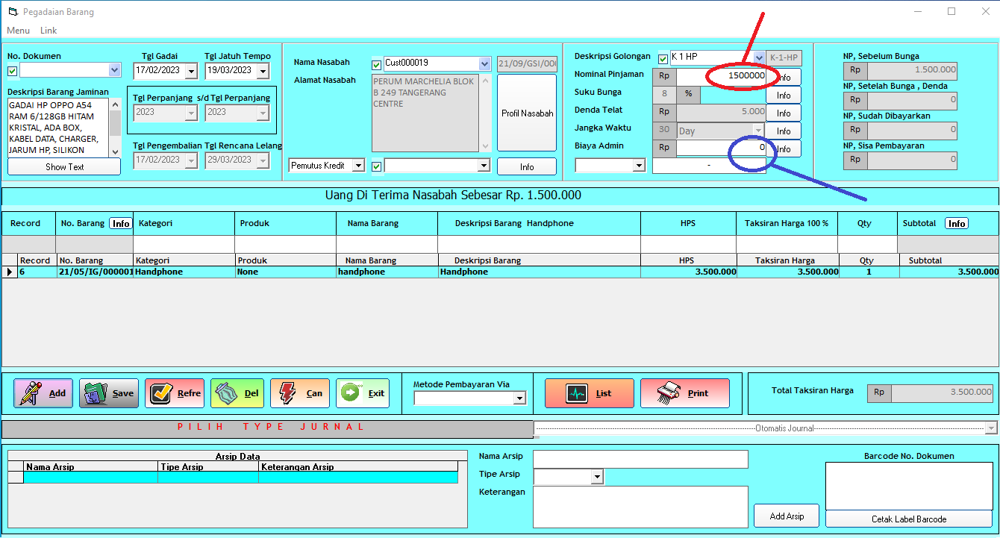 Pegadaian Barang
Menu Link
No. Dokumen
Tgl Gadai Tgl Jatuh Tempo
17/02/2023 19/03/2023
Deskripsi Barang Jaminan
GADAI HP OPPO A54
RAM 6/128GB HITAM
KRISTAL, ADA BOX,
KABEL DATA, CHARGER,
JARUM HP, SILIKON
Show Text
Tgl Perpanjang s/d Tgl Perpanjang
2023 2023
Tgl Pengembalian Tgl Rencana Lelang
17/02/2023 29/03/2023
Nama Nasabah Cust000019 21/09/GSI/00
Alamat Nasabah
PERUM MARCHELIA BLOK
B 249 TANGERANG
CENTRE
Profil Nasabah
Pemutus Kredit Info
Deskripsi Golongan K 1 HP K-1-HP
Nominal Pinjaman Rp 1500000 nfo
Suku Bunga 8 % Info
Denda Telat Rp 5.000 Info
Jangka Waktu 30 Day Info
Biaya Admin Rp 0 Info
-
NP, Sebelum Bunga
Rp 1.500.000
NP, Setelah Bunga , Denda
Rp 0
NP, Sudah Dibayarkan
Rp 0
NP, Sisa Pembayaran
Rp 0
Uang Di Terima Nasabah Sebesar Rp. 1.500.000
Record No. Barang Info Kategori Produk Nama Barang Deskripsi Barang Handphone HPS Taksiran Harga 100 % Qty Subtotal Info
Record No. Barang Kategori Produk Nama Barang Deskripsi Barang HPS Taksiran Harga Qty Subtotal
6 21/05/IG/000001 Handphone None handphone Handphone 3.500.000 3.500.000 1 3.500.000
Add Save Refre Del Can Exit
Metode Pembayaran Via
List Print
Total Taksiran Harga Rp 3.500.000
PILIH TYPE JURNAL
------Otomatis Journal------
Arsip Data
Nama Arsip Tipe Arsip Keterangan Arsip
Nama Arsip
Tipe Arsip
Keterangan
Add Arsip
Barcode No. Dokumen
Cetak Label Barcode